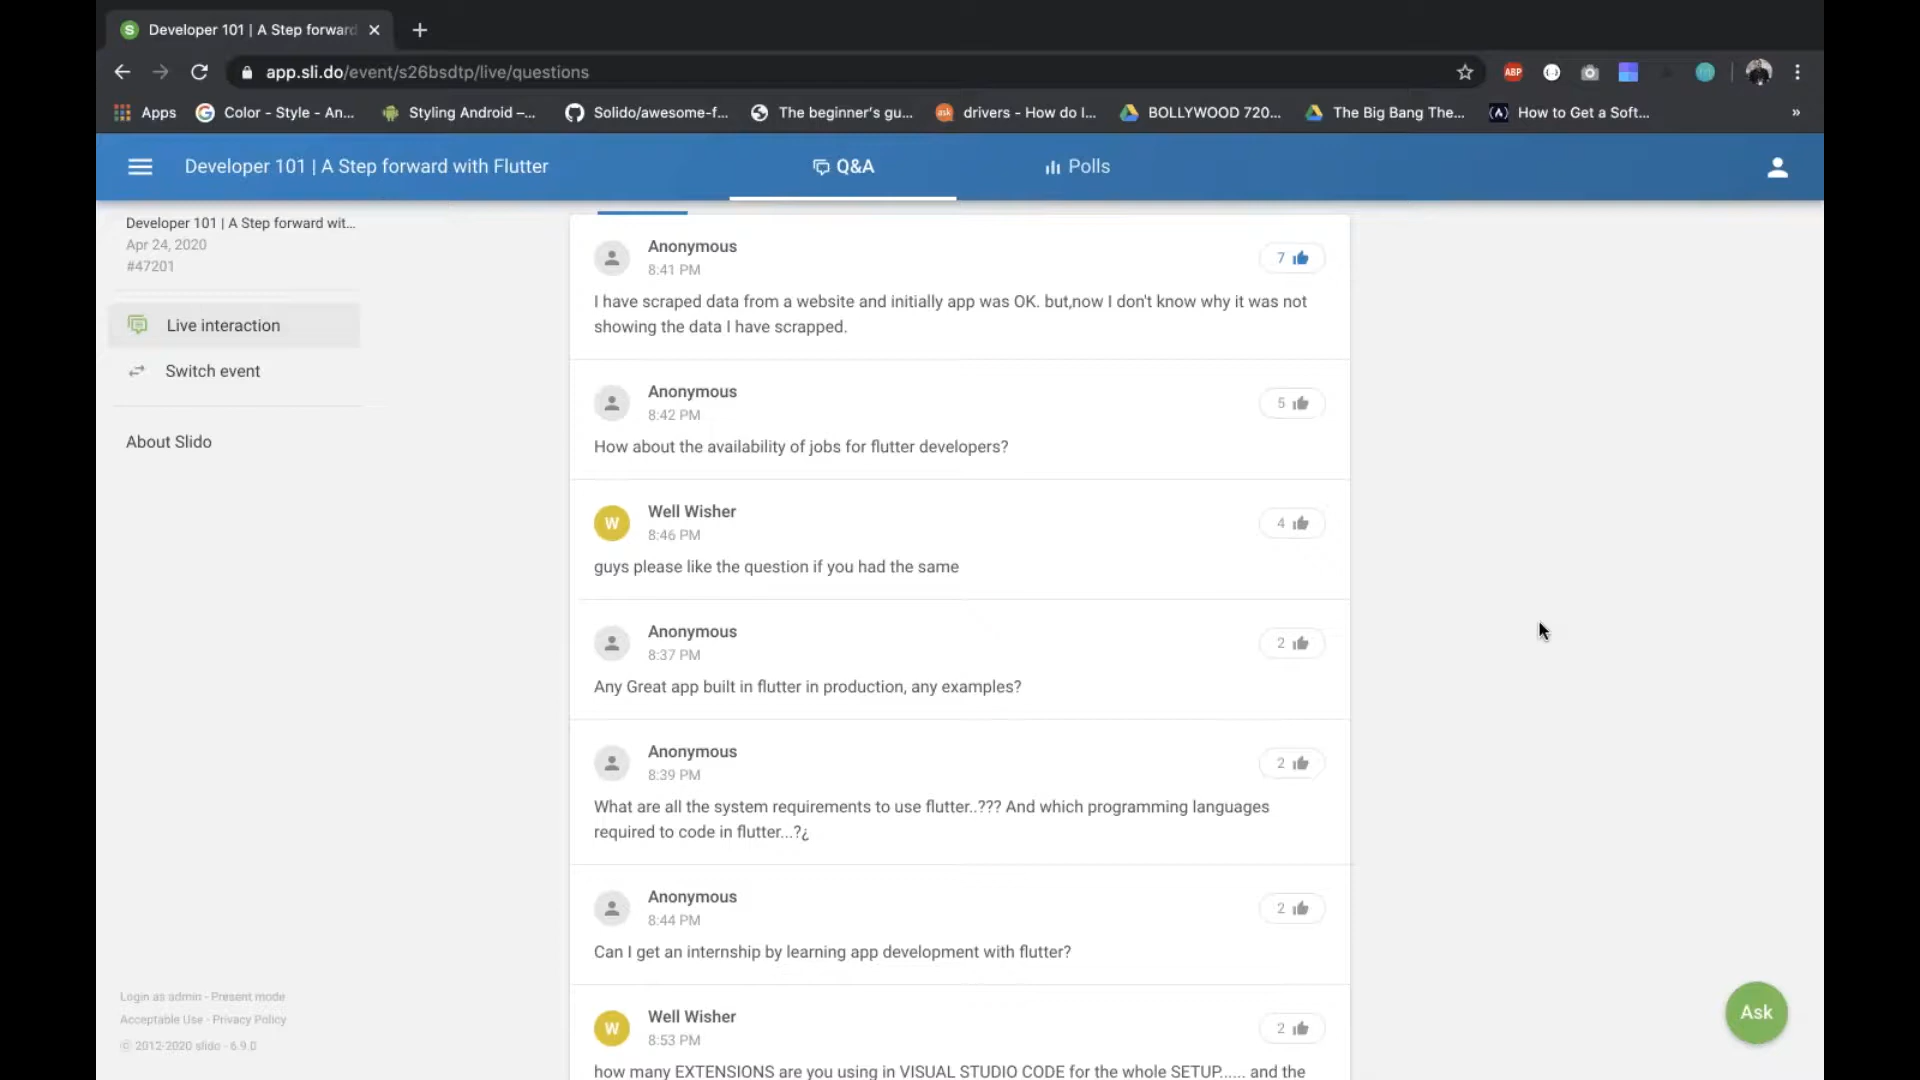 Developer 101 | A Step forward
app.sli.do/event/s26bsdtp/live/questions
ABP
Apps
Color - Style - An...
Styling Android –...
Solido/awesome-f...
The beginner's gu...
ask
drivers - How do I...
BOLLYWOOD 720...
The Big Bang The...
How to Get a Soft...
»
Developer 101 | A Step forward with Flutter
Q&A
Polls
Developer 101 | A Step forward wit...
Apr 24, 2020
#47201
Live interaction
Switch event
About Slido
Anonymous
8:41 PM
7
I have scraped data from a website and initially app was OK. but,now I don't know why it was not
showing the data I have scrapped.
Anonymous
8:42 PM
5
How about the availability of jobs for flutter developers?
W
Well Wisher
8:46 PM
4
guys please like the question if you had the same
Anonymous
8:37 PM
2
Any Great app built in flutter in production, any examples?
Anonymous
8:39 PM
2
What are all the system requirements to use flutter..??? And which programming languages
required to code in flutter...?¿
Anonymous
8:44 PM
2
Can I get an internship by learning app development with flutter?
W
Well Wisher
8:53 PM
2
how many EXTENSIONS are you using in VISUAL STUDIO CODE for the whole SETUP...... and the
Login as admin - Present mode
Acceptable Use - Privacy Policy
© 2012-2020 slido - 6.9.0
Ask